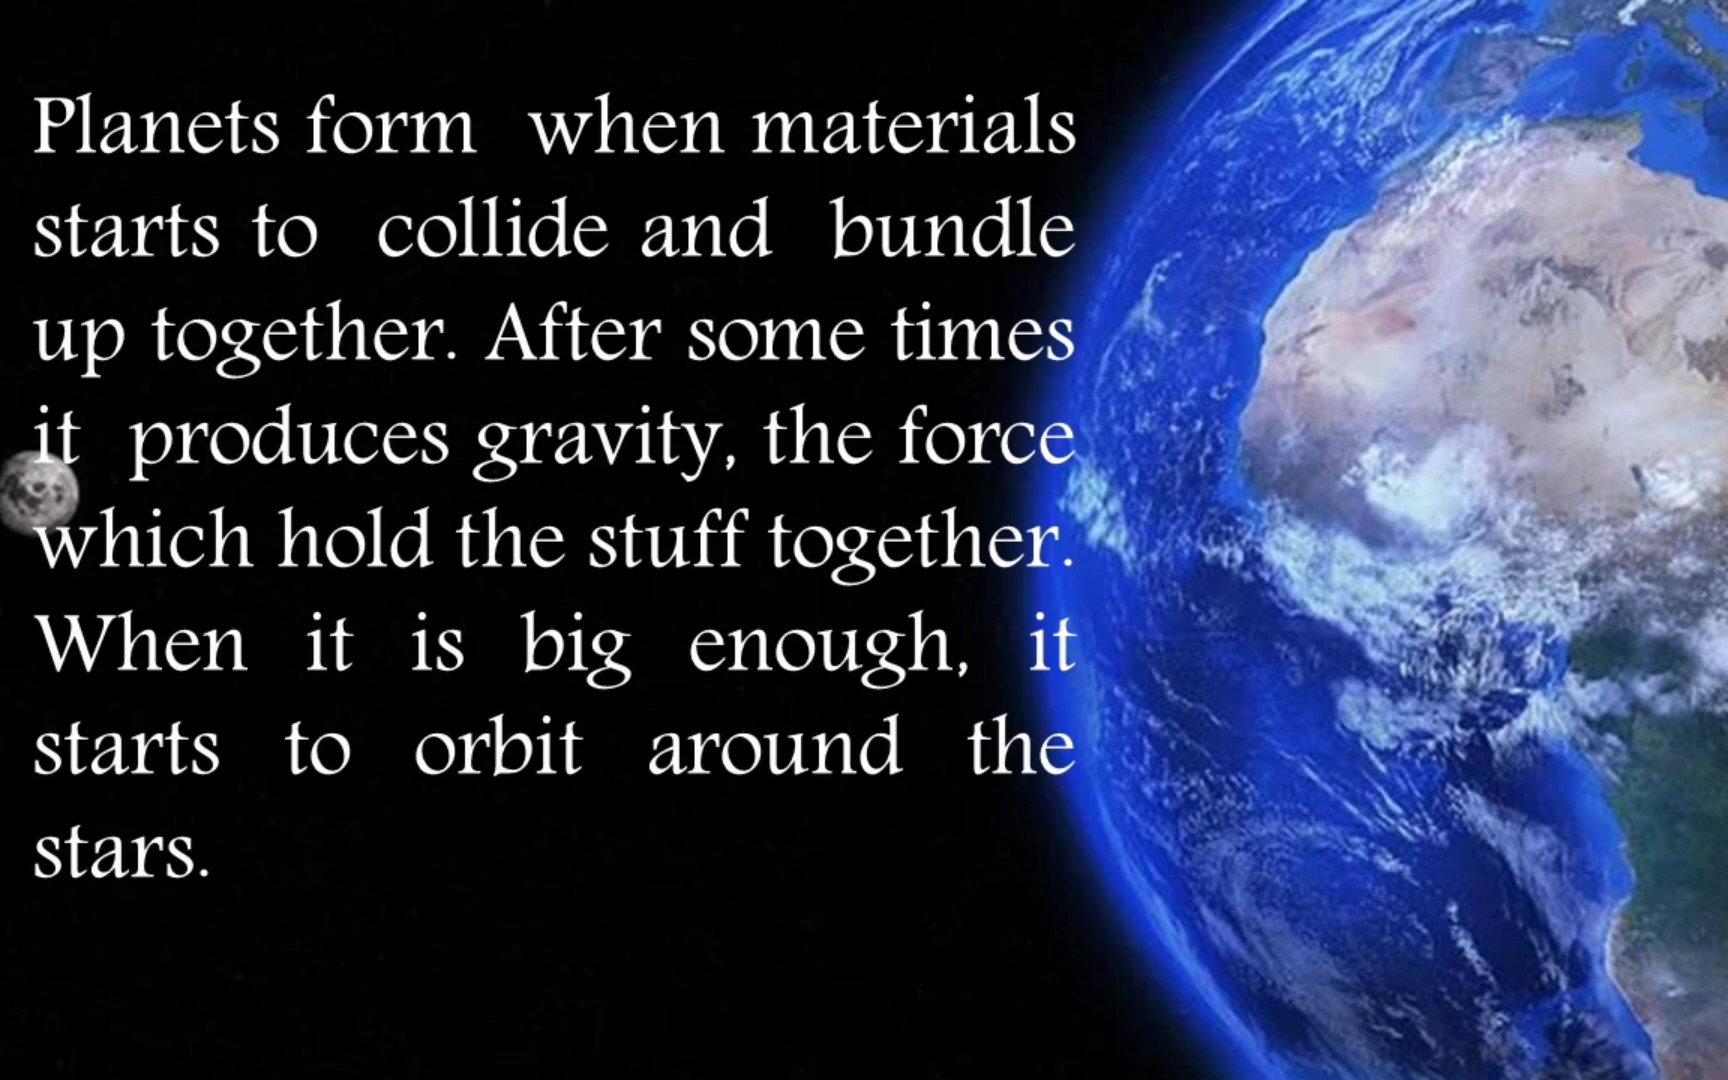 Planets form when materials
starts to collide and bundle
up together. After some times
it produces gravity, the force
which hold the stuff together.
When it is big enough, it
starts to orbit around the
stars.